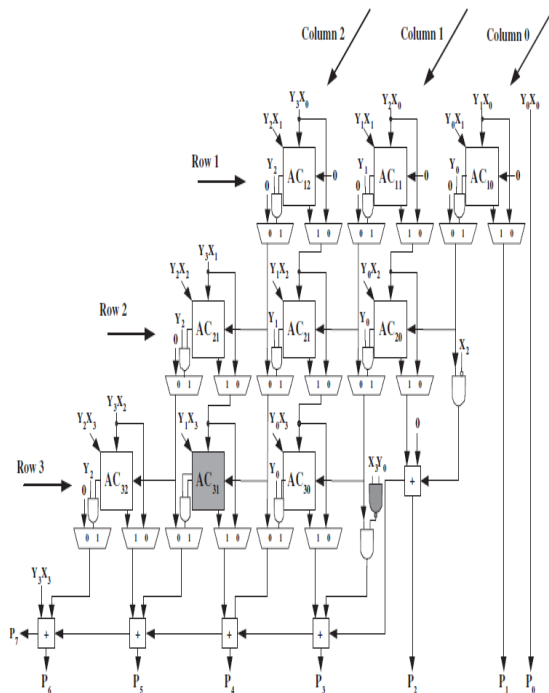 Column 2 Column 1 Column 0
Y3X0 Y2X0 Y1X0 Y0X0
Y2X1 Y1X1 Y0X1
Row 1 0 Y2 AC12 0 Y1 AC11 0 0 Y0 AC10 0
0 1 1 0 0 1 1 0 0 1 1 0
Y3X1
Y2X2 Y1X2 Y0X2
Row 2 0 Y2 AC21 Y1 AC21 Y0 AC20 X2
0 1 1 0 0 1 1 0 0 1 1 0
Y3X2
Y2X3 Y1X3 Y0X3 0
Row 3 0 Y2 AC32 AC31 Y0 AC30 X3Y0 +
0 1 1 0 0 1 1 0 0 1 1 0
Y3X3
P7 + + + +
P6 P5 P4 P3 P2 P1 P0